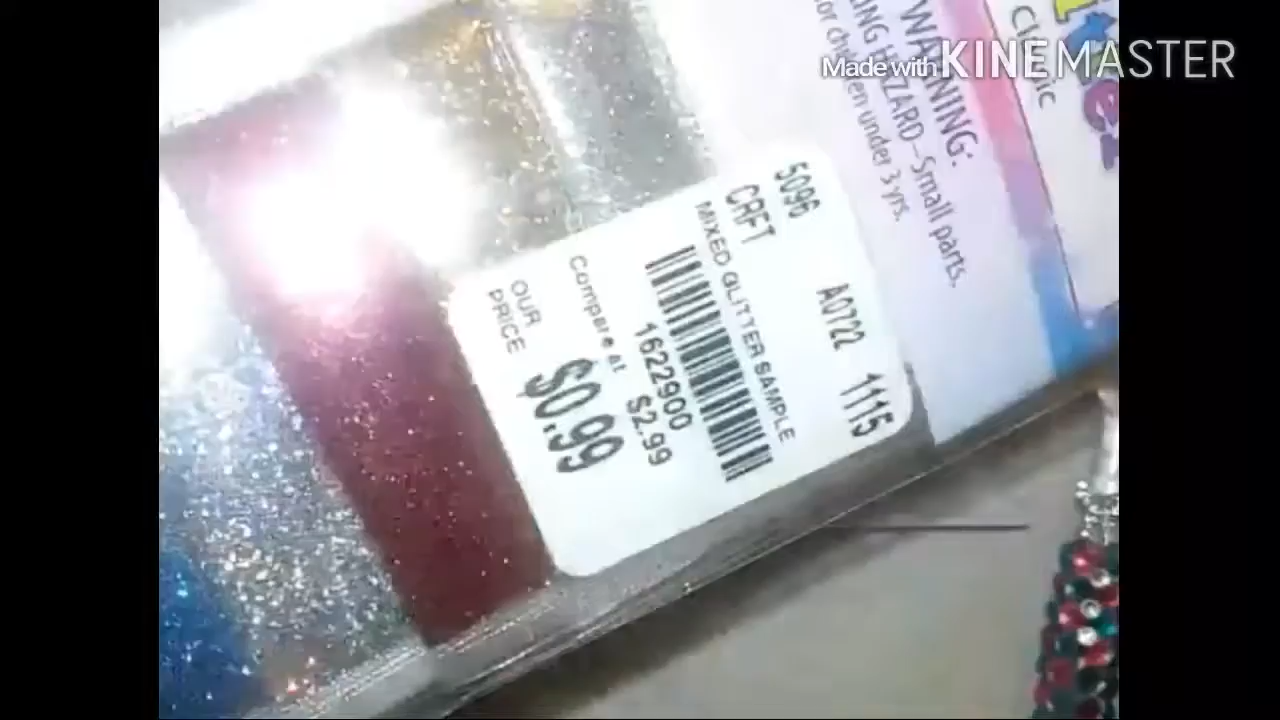 Made with KINEMASTER
WARNING:
HAZARD-Small parts.
under 3 yrs.
5096 A0722 1115
CRFT
MIXED GLITTER SAMPLE
1622900
Compare at $2.99
OUR
PRICE
$0.99